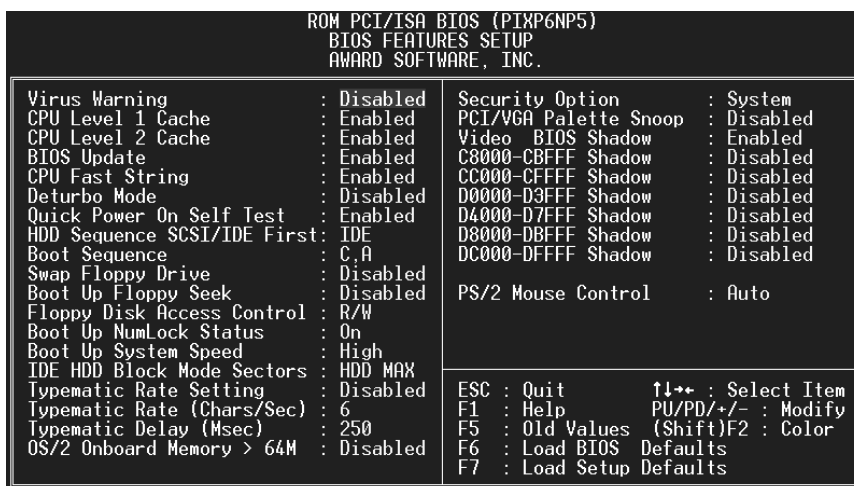 ROM PCI/ISA BIOS (PIXP6NP5)
BIOS FEATURES SETUP
AWARD SOFTWARE, INC.
Virus Warning : Disabled
CPU Level 1 Cache : Enabled
CPU Level 2 Cache : Enabled
BIOS Update : Enabled
CPU Fast String : Enabled
Deturbo Mode : Disabled
Quick Power On Self Test : Enabled
HDD Sequence SCSI/IDE First: IDE
Boot Sequence : C,A
Swap Floppy Drive : Disabled
Boot Up Floppy Seek : Disabled
Floppy Disk Access Control : R/W
Boot Up NumLock Status : On
Boot Up System Speed : High
IDE HDD Block Mode Sectors : HDD MAX
Typematic Rate Setting : Disabled
Typematic Rate (Chars/Sec) : 6
Typematic Delay (Msec) : 250
OS/2 Onboard Memory > 64M : Disabled
Security Option : System
PCI/VGA Palette Snoop : Disabled
Video BIOS Shadow : Enabled
C8000-CBFFF Shadow : Disabled
CC000-CFFFF Shadow : Disabled
D0000-D3FFF Shadow : Disabled
D4000-D7FFF Shadow : Disabled
D8000-DBFFF Shadow : Disabled
DC000-DFFFF Shadow : Disabled
PS/2 Mouse Control : Auto
ESC : Quit ↑↓→← : Select Item
F1 : Help PU/PD/+/- : Modify
F5 : Old Values (Shift)F2 : Color
F6 : Load BIOS Defaults
F7 : Load Setup Defaults